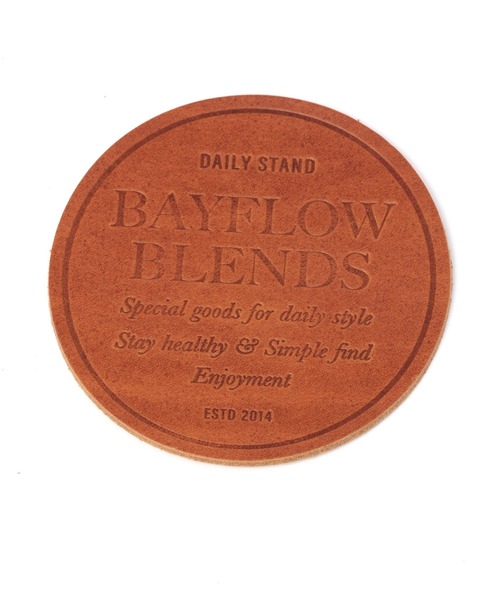 DAILY STAND
BAYFLOW
BLENDS
Special goods for daily style
Stay healthy & Simple find
Enjoyment
ESTD 2014